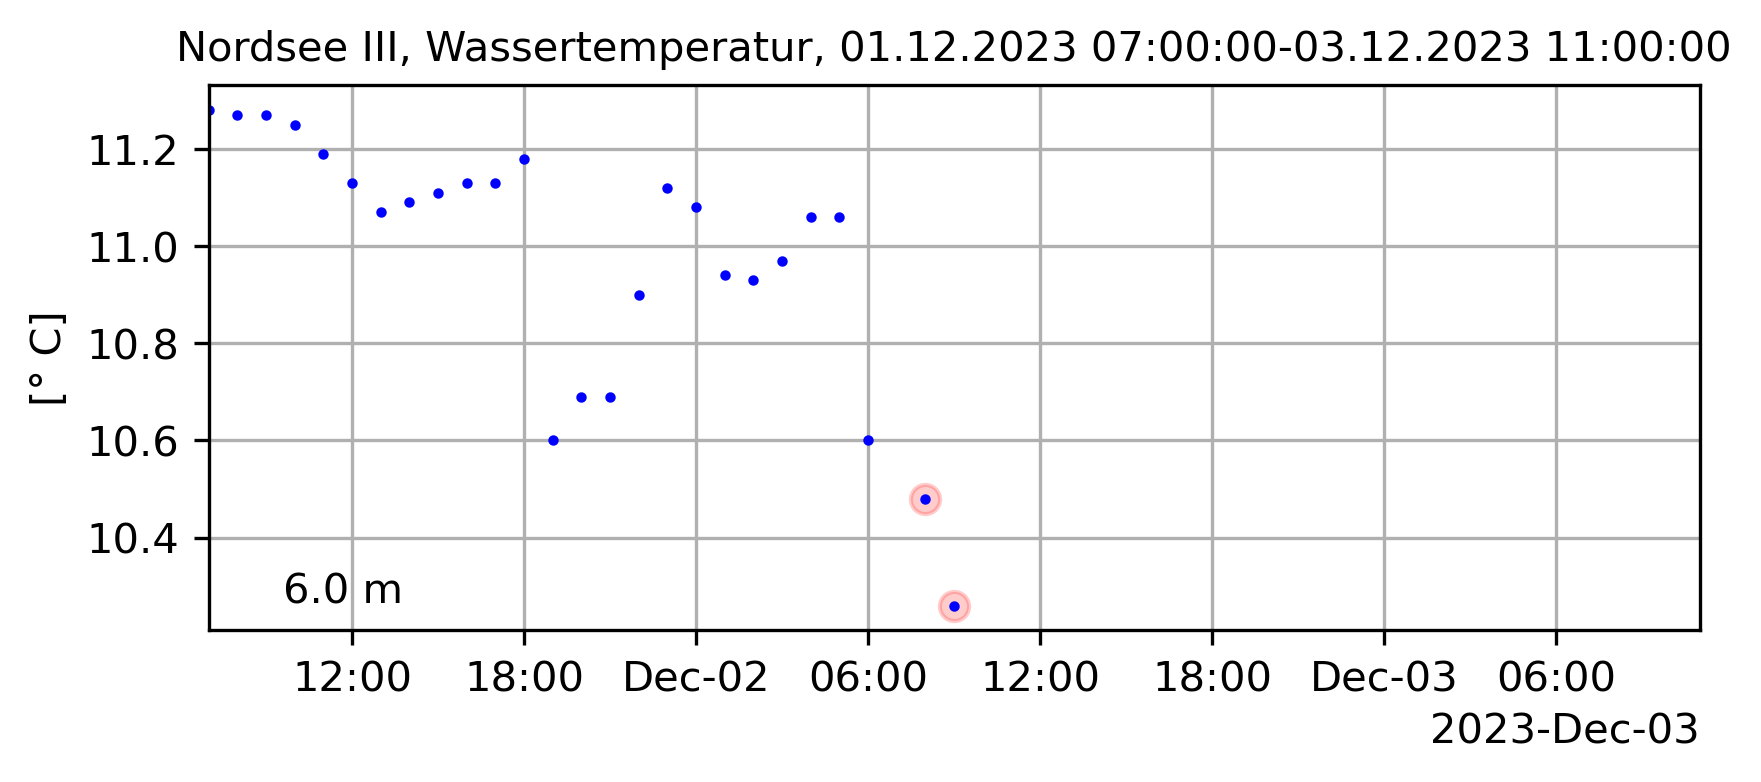 Nordsee III, Wassertemperatur, 01.12.2023 07:00:00-03.12.2023 11:00:00
11.2
11.0
10.8
10.6
10.4
[° C]
6.0 m
12:00 18:00 Dec-02 06:00 12:00 18:00 Dec-03 06:00
2023-Dec-03